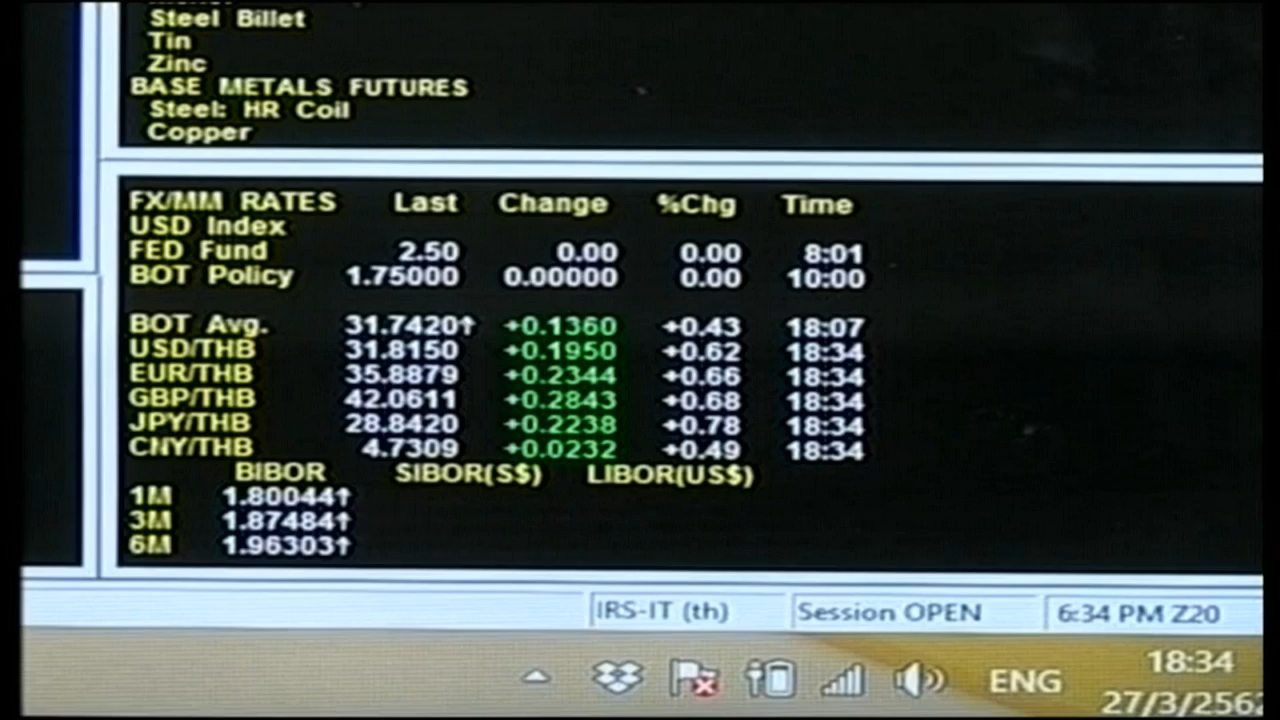 Steel Billet
Tin
Zinc
BASE METALS FUTURES
Steel: HR Coil
Copper
FX/MM RATES Last Change %Chg Time
USD Index
FED Fund 2.50 0.00 0.00 8:01
BOT Policy 1.75000 0.00000 0.00 10:00
BOT Avg. 31.7420↑ +0.1360 +0.43 18:07
USD/THB 31.8150 +0.1950 +0.62 18:34
EUR/THB 35.8879 +0.2344 +0.66 18:34
GBP/THB 42.0611 +0.2843 +0.68 18:34
JPY/THB 28.8420 +0.2238 +0.78 18:34
CNY/THB 4.7309 +0.0232 +0.49 18:34
BIBOR SIBOR(S$) LIBOR(US$)
1M 1.80044↑
3M 1.87484↑
6M 1.96303↑
IRS-IT (th) Session OPEN 6:34 PM Z20
ENG 18:34
27/3/2562